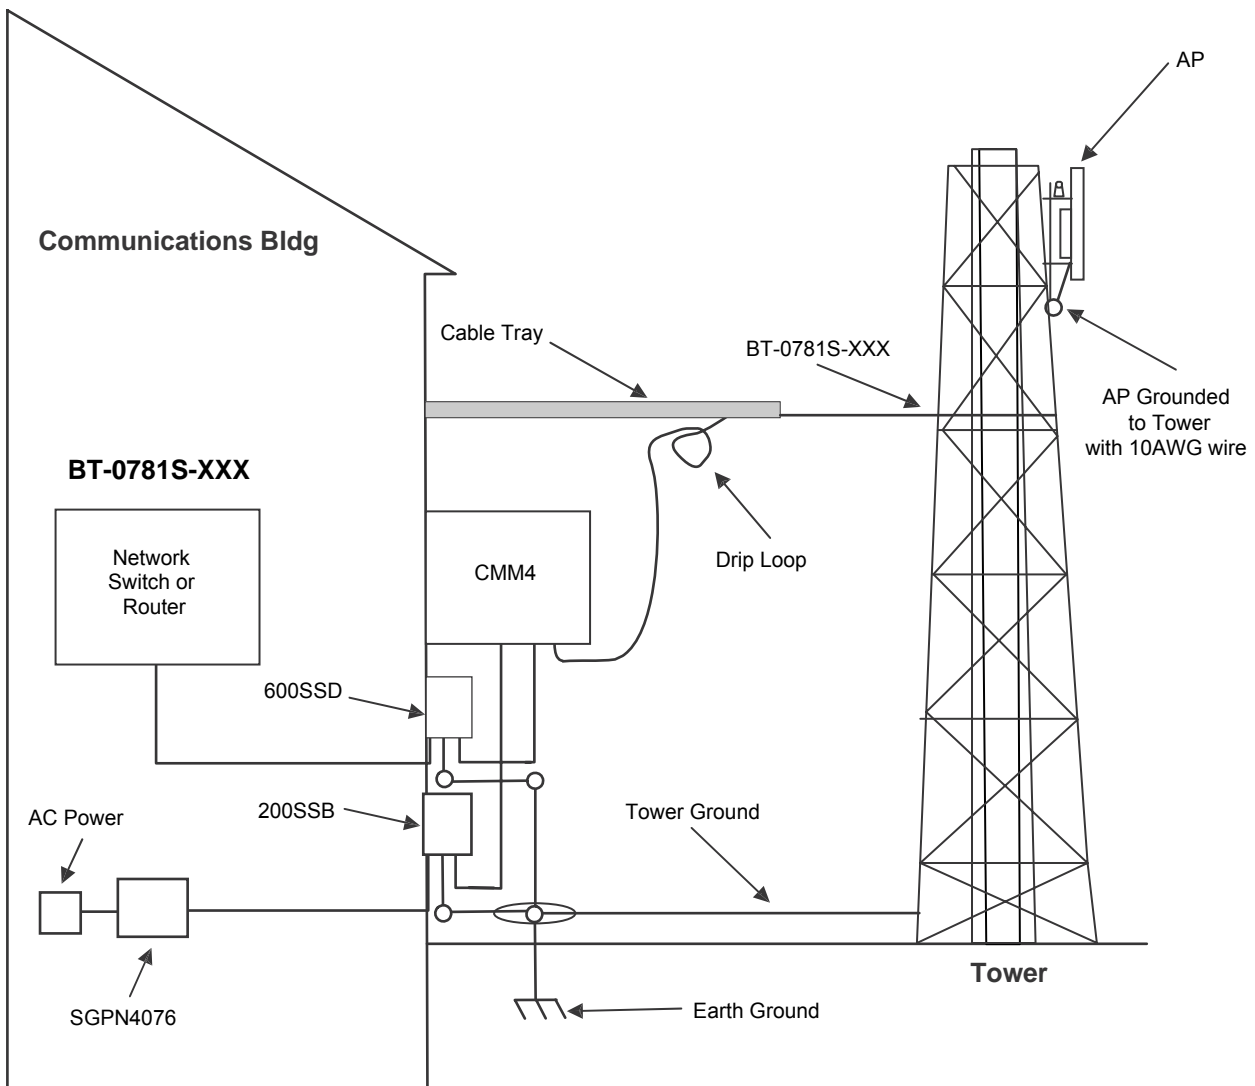 AP
Communications Bldg
Cable Tray
BT-0781S-XXX
AP Grounded
to Tower
with 10AWG wire
BT-0781S-XXX
Network
Switch or
Router
CMM4
Drip Loop
600SSD
200SSB
AC Power
Tower Ground
SGPN4076
Earth Ground
Tower